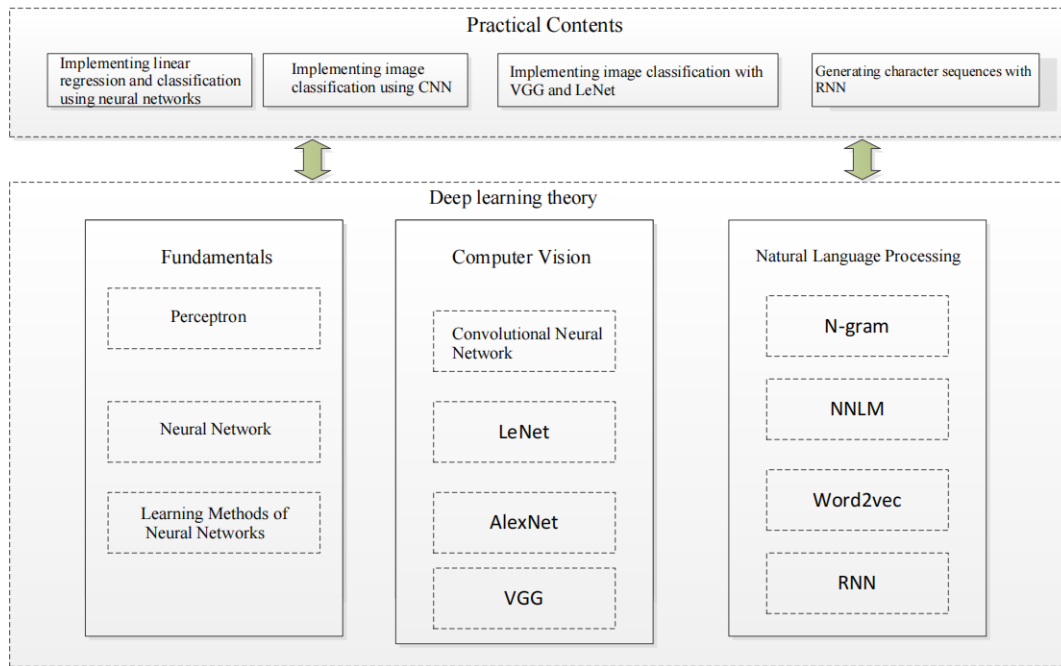 Practical Contents
Implementing linear
regression and classification
using neural networks
Implementing image
classification using CNN
Implementing image classification with
VGG and LeNet
Generating character sequences with
RNN
Deep learning theory
Fundamentals
Perceptron
Neural Network
Learning Methods of
Neural Networks
Computer Vision
Convolutional Neural
Network
LeNet
AlexNet
VGG
Natural Language Processing
N-gram
NNLM
Word2vec
RNN